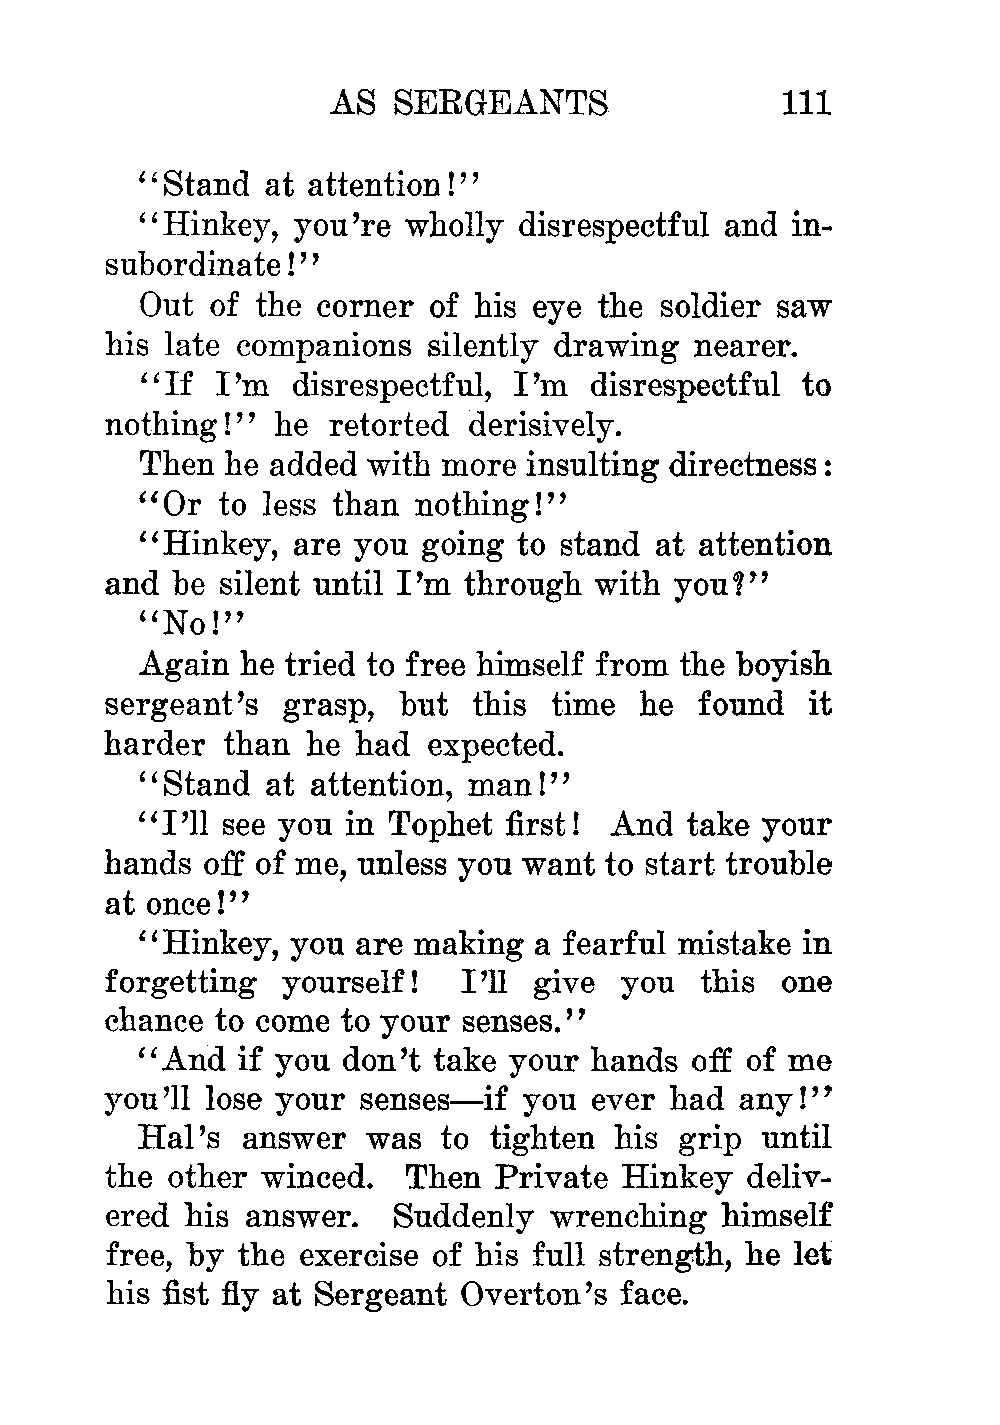 AS SERGEANTS 111
“Stand at attention!”
“Hinkey, you’re wholly disrespectful and in-
subordinate!”
Out of the corner of his eye the soldier saw
his late companions silently drawing nearer.
“If I’m disrespectful, I’m disrespectful to
nothing!” he retorted derisively.
Then he added with more insulting directness:
“Or to less than nothing!”
“Hinkey, are you going to stand at attention
and be silent until I’m through with you?”
“No!”
Again he tried to free himself from the boyish
sergeant’s grasp, but this time he found it
harder than he had expected.
“Stand at attention, man!”
“I’ll see you in Tophet first! And take your
hands off of me, unless you want to start trouble
at once!”
“Hinkey, you are making a fearful mistake in
forgetting yourself! I’ll give you this one
chance to come to your senses.”
“And if you don’t take your hands off of me
you’ll lose your senses—if you ever had any!”
Hal’s answer was to tighten his grip until
the other winced. Then Private Hinkey deliv-
ered his answer. Suddenly wrenching himself
free, by the exercise of his full strength, he let
his fist fly at Sergeant Overton’s face.